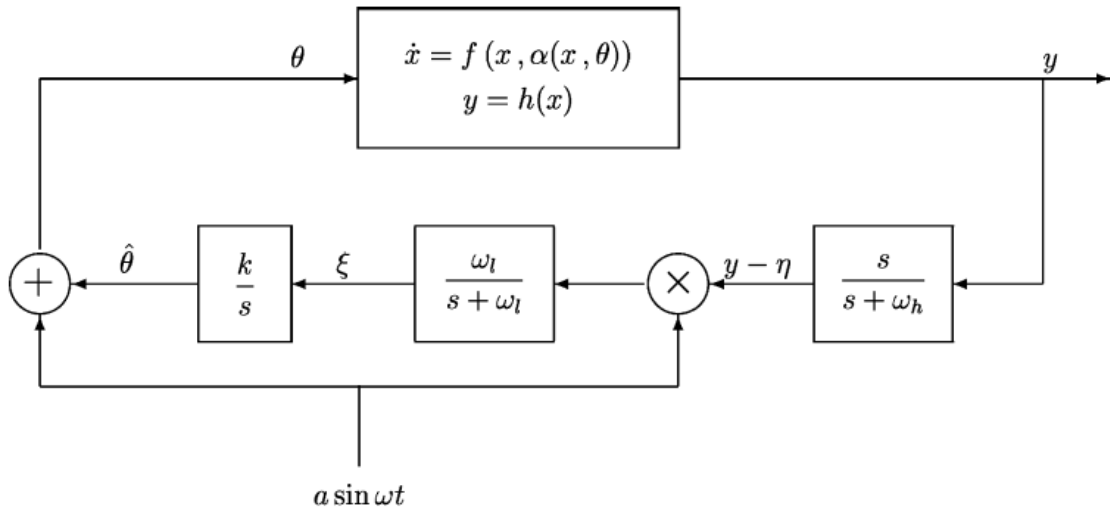 θ
ẋ = f (x , α(x , θ))
y = h(x)
y
+
θ̂
k/s
ξ
ω_l/(s + ω_l)
×
y − η
s/(s + ω_h)
a sin ωt